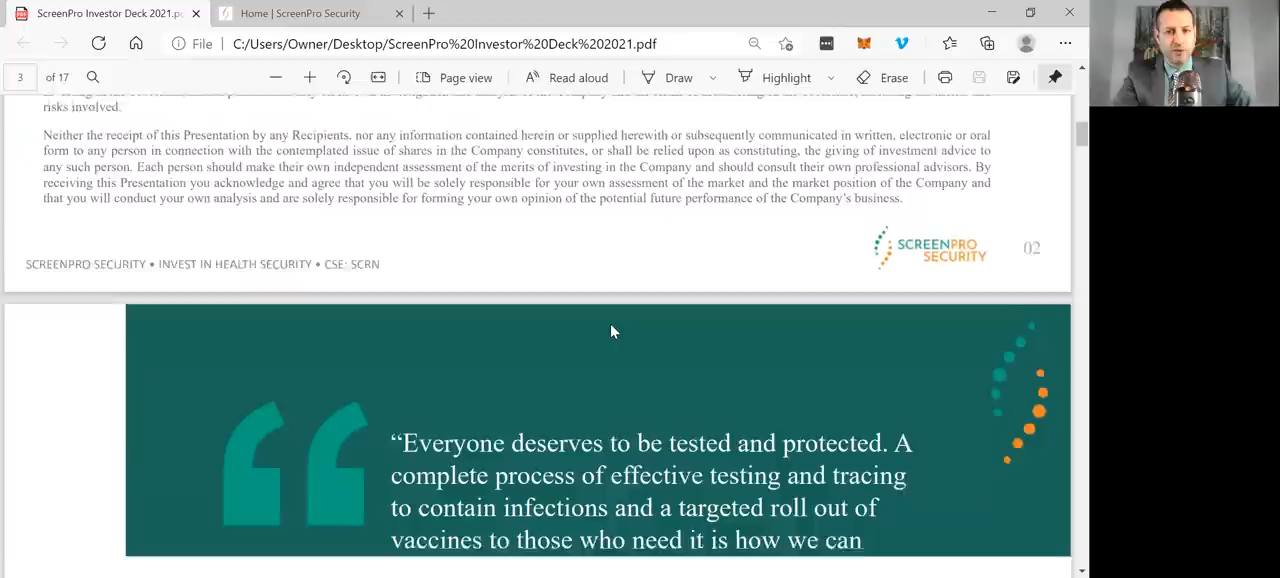 ScreenPro Investor Deck 2021.p
Home | ScreenPro Security
File
C:/Users/Owner/Desktop/ScreenPro%20Investor%20Deck%202021.pdf
3 of 17
Page view
Read aloud
Draw
Highlight
Erase
risks involved.
Neither the receipt of this Presentation by any Recipients, nor any information contained herein or supplied herewith or subsequently communicated in written, electronic or oral
form to any person in connection with the contemplated issue of shares in the Company constitutes, or shall be relied upon as constituting, the giving of investment advice to
any such person. Each person should make their own independent assessment of the merits of investing in the Company and should consult their own professional advisors. By
receiving this Presentation you acknowledge and agree that you will be solely responsible for your own assessment of the market and the market position of the Company and
that you will conduct your own analysis and are solely responsible for forming your own opinion of the potential future performance of the Company's business.
SCREENPRO SECURITY • INVEST IN HEALTH SECURITY • CSE: SCRN
SCREENPRO
SECURITY
02
“Everyone deserves to be tested and protected. A
complete process of effective testing and tracing
to contain infections and a targeted roll out of
vaccines to those who need it is how we can